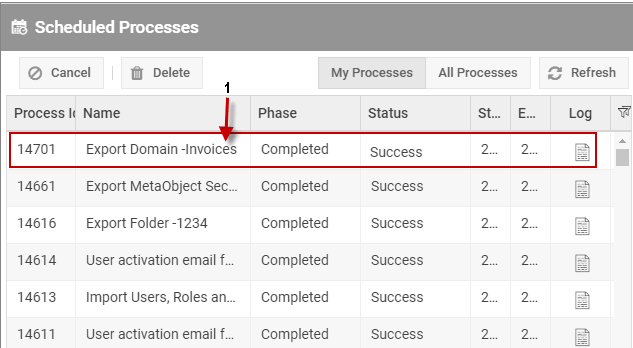 Scheduled Processes
Cancel Delete My Processes All Processes Refresh
1
Process Id Name Phase Status St... E... Log
14701 Export Domain -Invoices Completed Success 2... 2...
14661 Export MetaObject Sec... Completed Success 2... 2...
14616 Export Folder -1234 Completed Success 2... 2...
14614 User activation email f... Completed Success 2... 2...
14613 Import Users, Roles an... Completed Success 2... 2...
14611 User activation email f... Completed Success 2... 2...